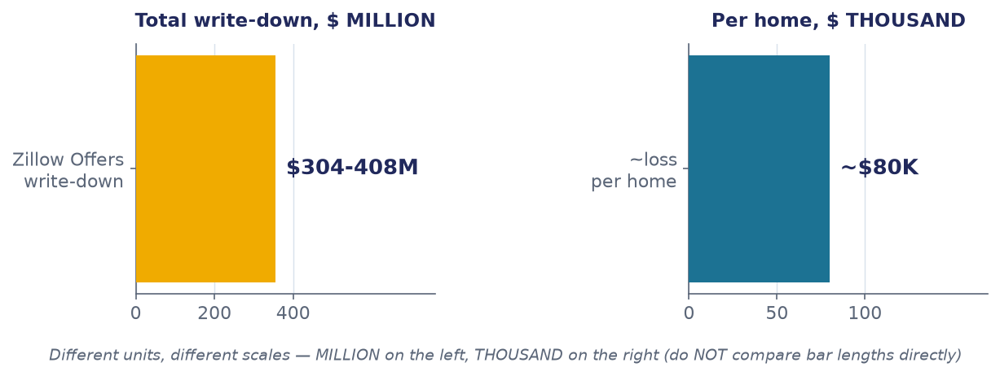 Total write-down, $ MILLION
Zillow Offers
write-down
$304-408M
0 200 400
Per home, $ THOUSAND
~loss
per home
~$80K
0 50 100
Different units, different scales — MILLION on the left, THOUSAND on the right (do NOT compare bar lengths directly)